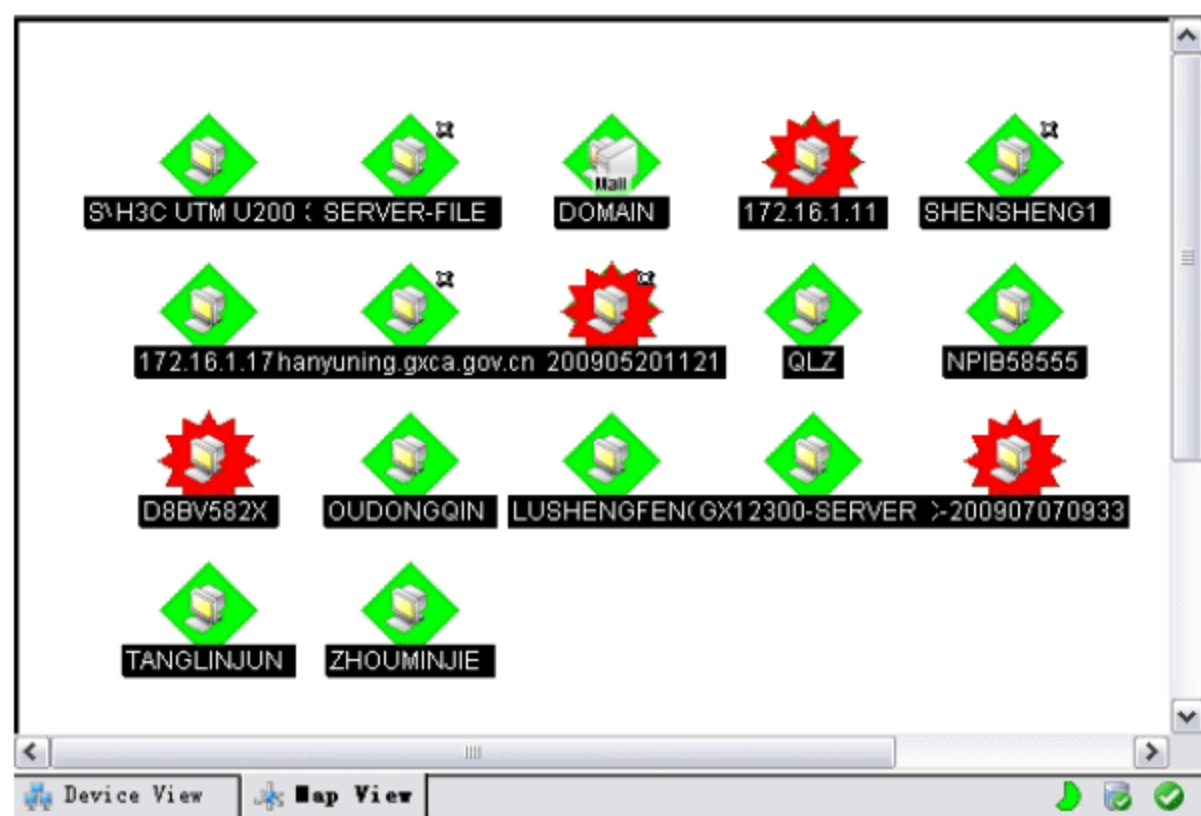 H3C UTM U200 SERVER-FILE
Mail
DOMAIN
172.16.1.11
SHENSHENG1
172.16.1.17 hanyuning.gxca.gov.cn 200905201121
QLZ
NPIB58555
D8BV582X
OUDONGQIN
LUSHENGFEN GX12300-SERVER -200907070933
TANGLINJUN
ZHOUMINJIE
Device View
Map View